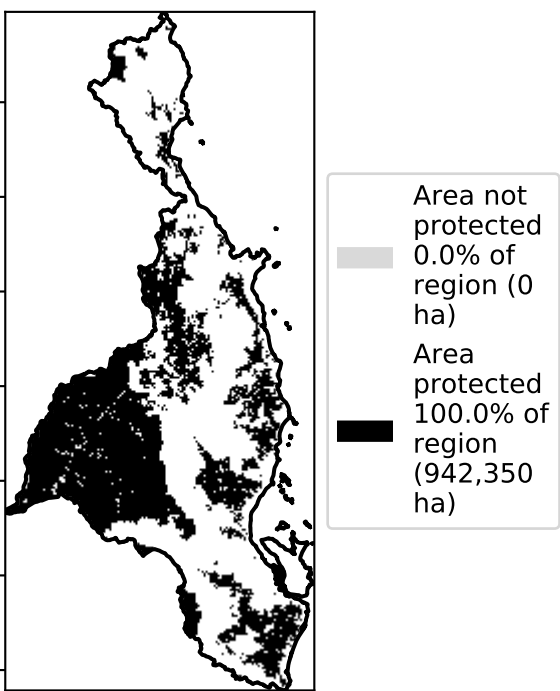 Area not
protected
0.0% of
region (0
ha)
Area
protected
100.0% of
region
(942,350
ha)